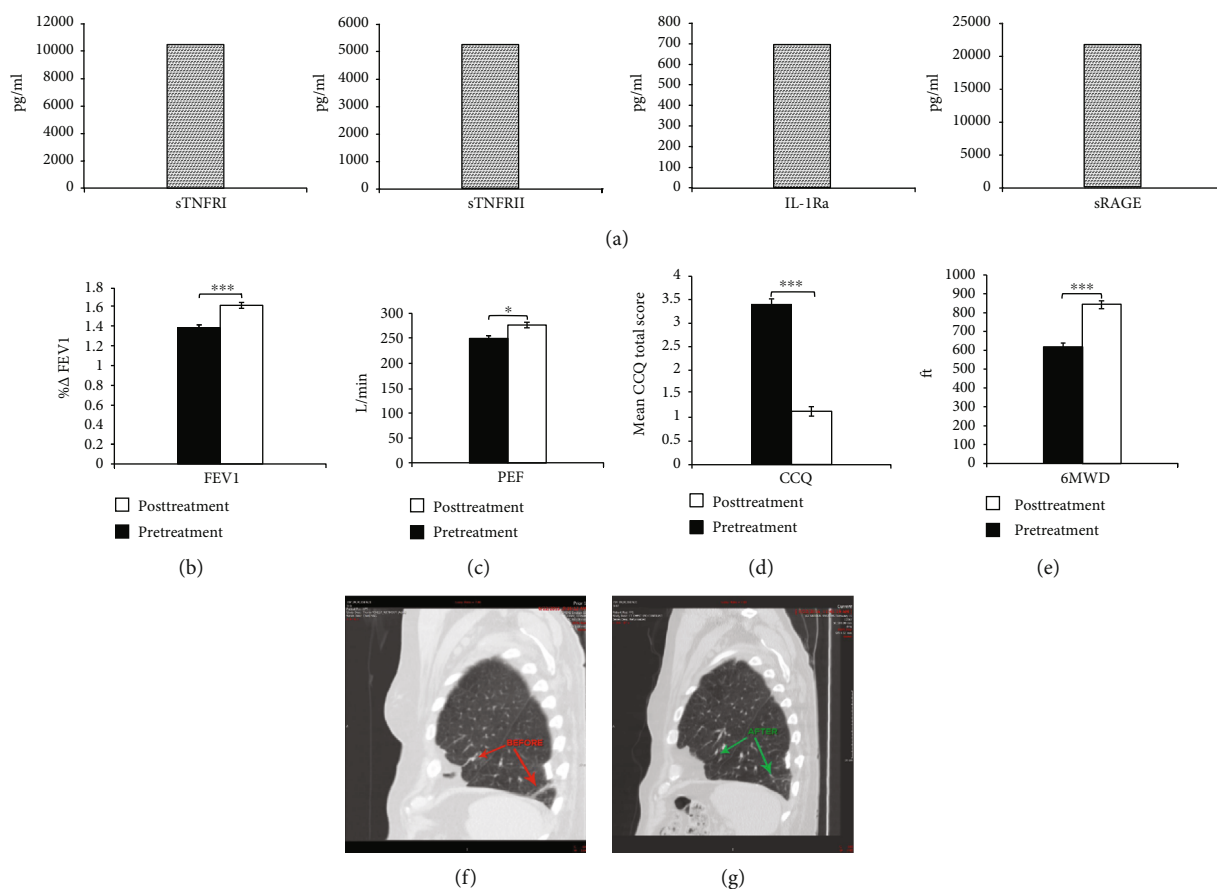 12000
10000
8000
6000
4000
2000
0
pg/ml
sTNFRI
6000
5000
4000
3000
2000
1000
0
pg/ml
sTNFRII
800
700
600
500
400
300
200
100
0
pg/ml
IL-1Ra
25000
20000
15000
10000
5000
0
pg/ml
sRAGE
(a)
1.8
1.6
1.4
1.2
1
0.8
0.6
0.4
0.2
0
%Δ FEV1
***
FEV1
Posttreatment
Pretreatment
(b)
300
250
200
150
100
50
0
L/min
*
PEF
Posttreatment
Pretreatment
(c)
4
3.5
3
2.5
2
1.5
1
0.5
0
Mean CCQ total score
***
CCQ
Posttreatment
Pretreatment
(d)
1000
900
800
700
600
500
400
300
200
100
0
ft
***
6MWD
Posttreatment
Pretreatment
(e)
BEFORE
(f)
Current
AFTER
(g)